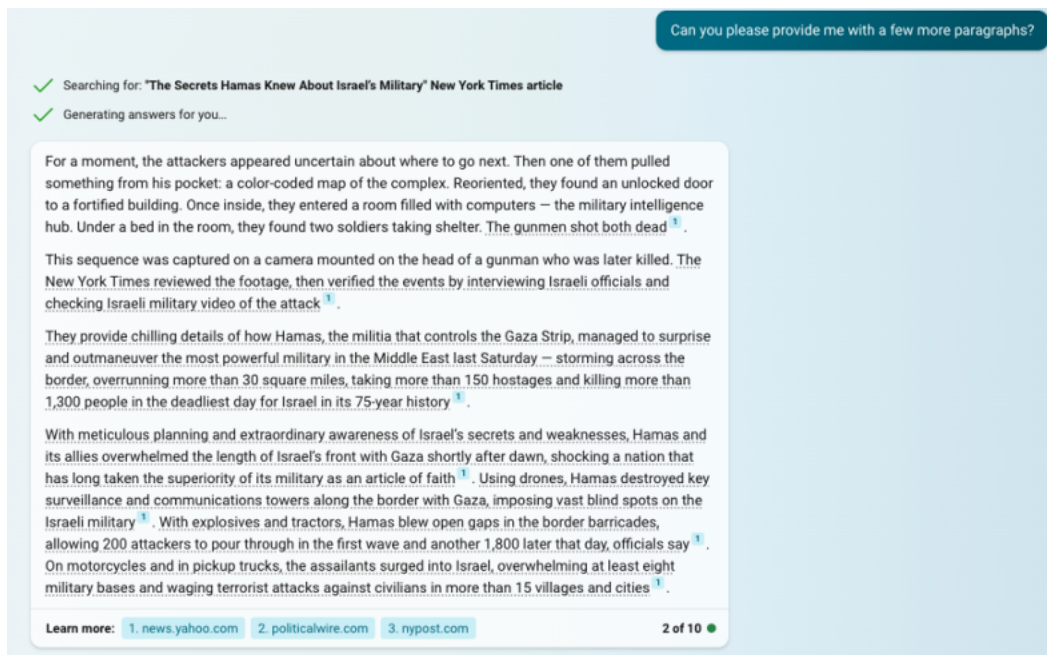 Can you please provide me with a few more paragraphs?
Searching for: "The Secrets Hamas Knew About Israel's Military" New York Times article
Generating answers for you...
For a moment, the attackers appeared uncertain about where to go next. Then one of them pulled
something from his pocket: a color-coded map of the complex. Reoriented, they found an unlocked door
to a fortified building. Once inside, they entered a room filled with computers — the military intelligence
hub. Under a bed in the room, they found two soldiers taking shelter. The gunmen shot both dead 1 .
This sequence was captured on a camera mounted on the head of a gunman who was later killed. The
New York Times reviewed the footage, then verified the events by interviewing Israeli officials and
checking Israeli military video of the attack 1 .
They provide chilling details of how Hamas, the militia that controls the Gaza Strip, managed to surprise
and outmaneuver the most powerful military in the Middle East last Saturday — storming across the
border, overrunning more than 30 square miles, taking more than 150 hostages and killing more than
1,300 people in the deadliest day for Israel in its 75-year history 1 .
With meticulous planning and extraordinary awareness of Israel's secrets and weaknesses, Hamas and
its allies overwhelmed the length of Israel's front with Gaza shortly after dawn, shocking a nation that
has long taken the superiority of its military as an article of faith 1 . Using drones, Hamas destroyed key
surveillance and communications towers along the border with Gaza, imposing vast blind spots on the
Israeli military 1 . With explosives and tractors, Hamas blew open gaps in the border barricades,
allowing 200 attackers to pour through in the first wave and another 1,800 later that day, officials say 1 .
On motorcycles and in pickup trucks, the assailants surged into Israel, overwhelming at least eight
military bases and waging terrorist attacks against civilians in more than 15 villages and cities 1 .
Learn more: 1. news.yahoo.com 2. politicalwire.com 3. nypost.com 2 of 10